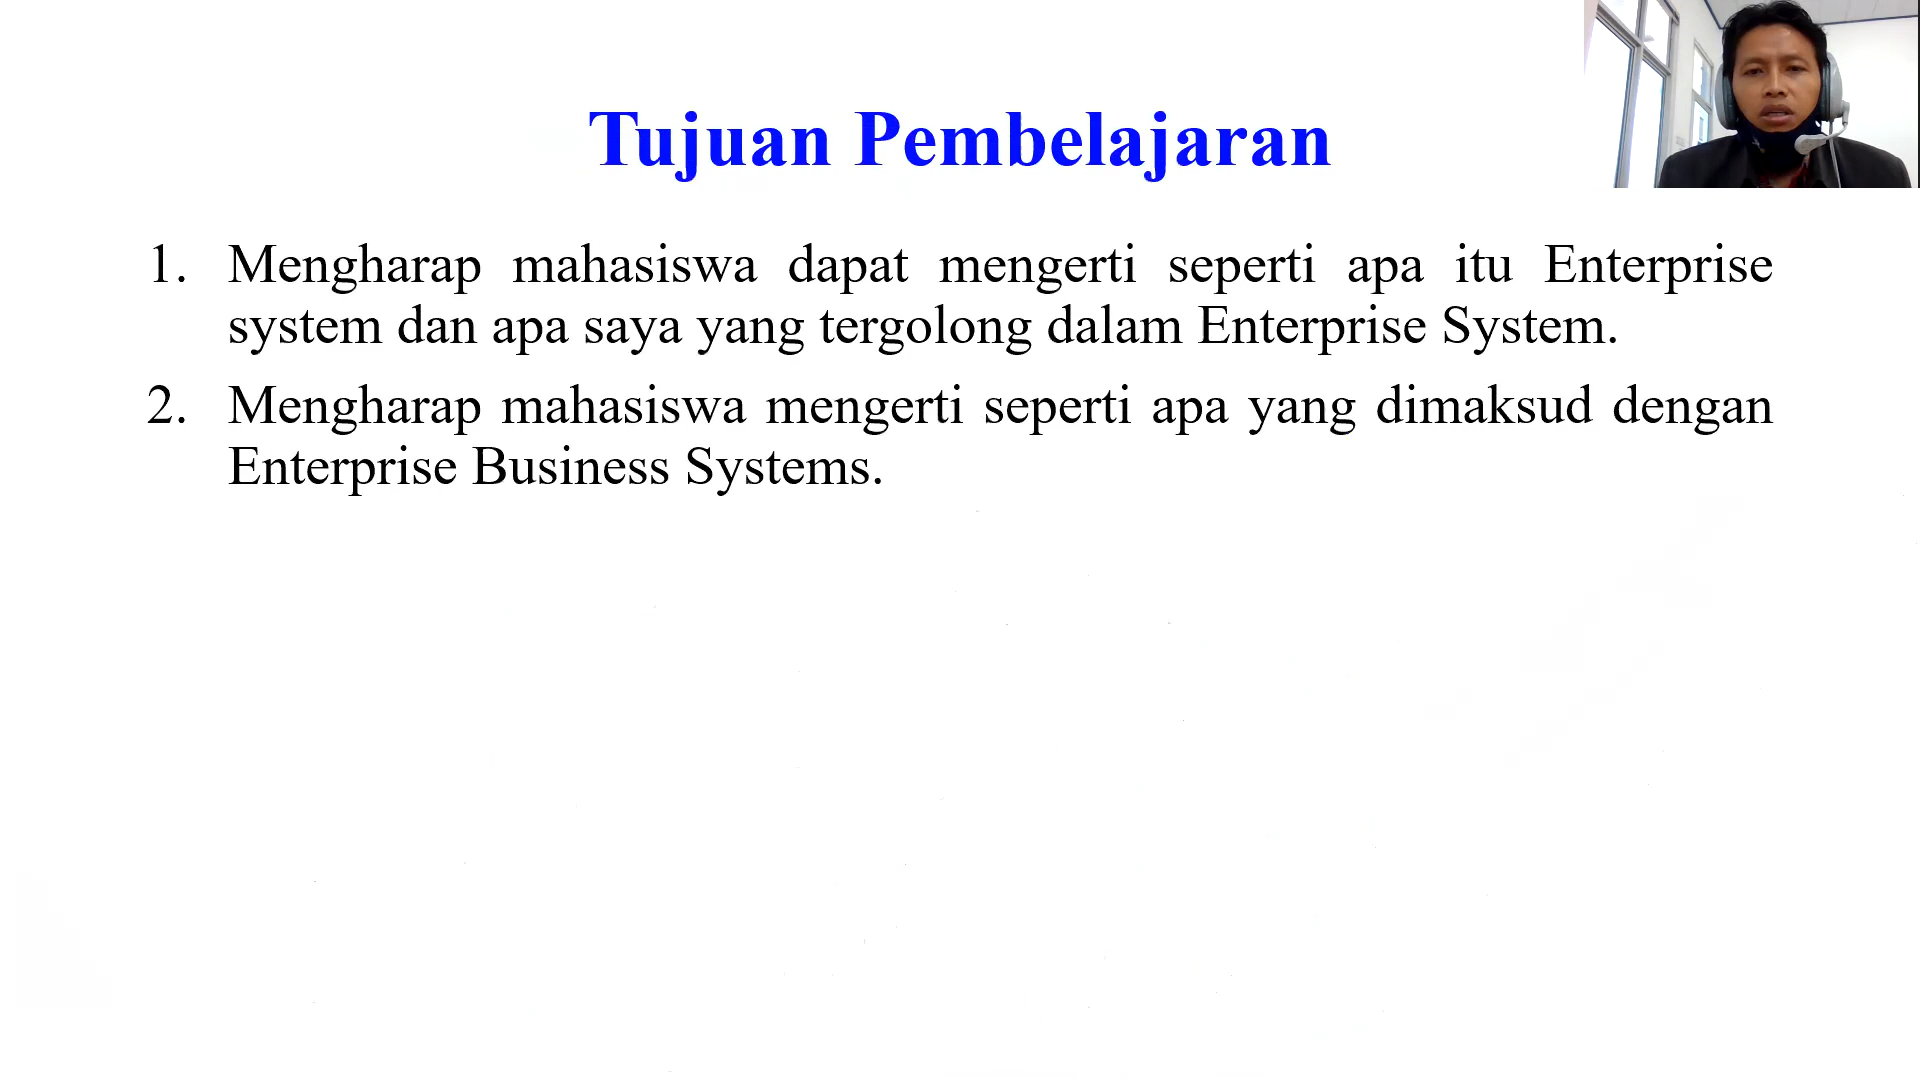 Tujuan Pembelajaran
1. Mengharap mahasiswa dapat mengerti seperti apa itu Enterprise
system dan apa saya yang tergolong dalam Enterprise System.
2. Mengharap mahasiswa mengerti seperti apa yang dimaksud dengan
Enterprise Business Systems.